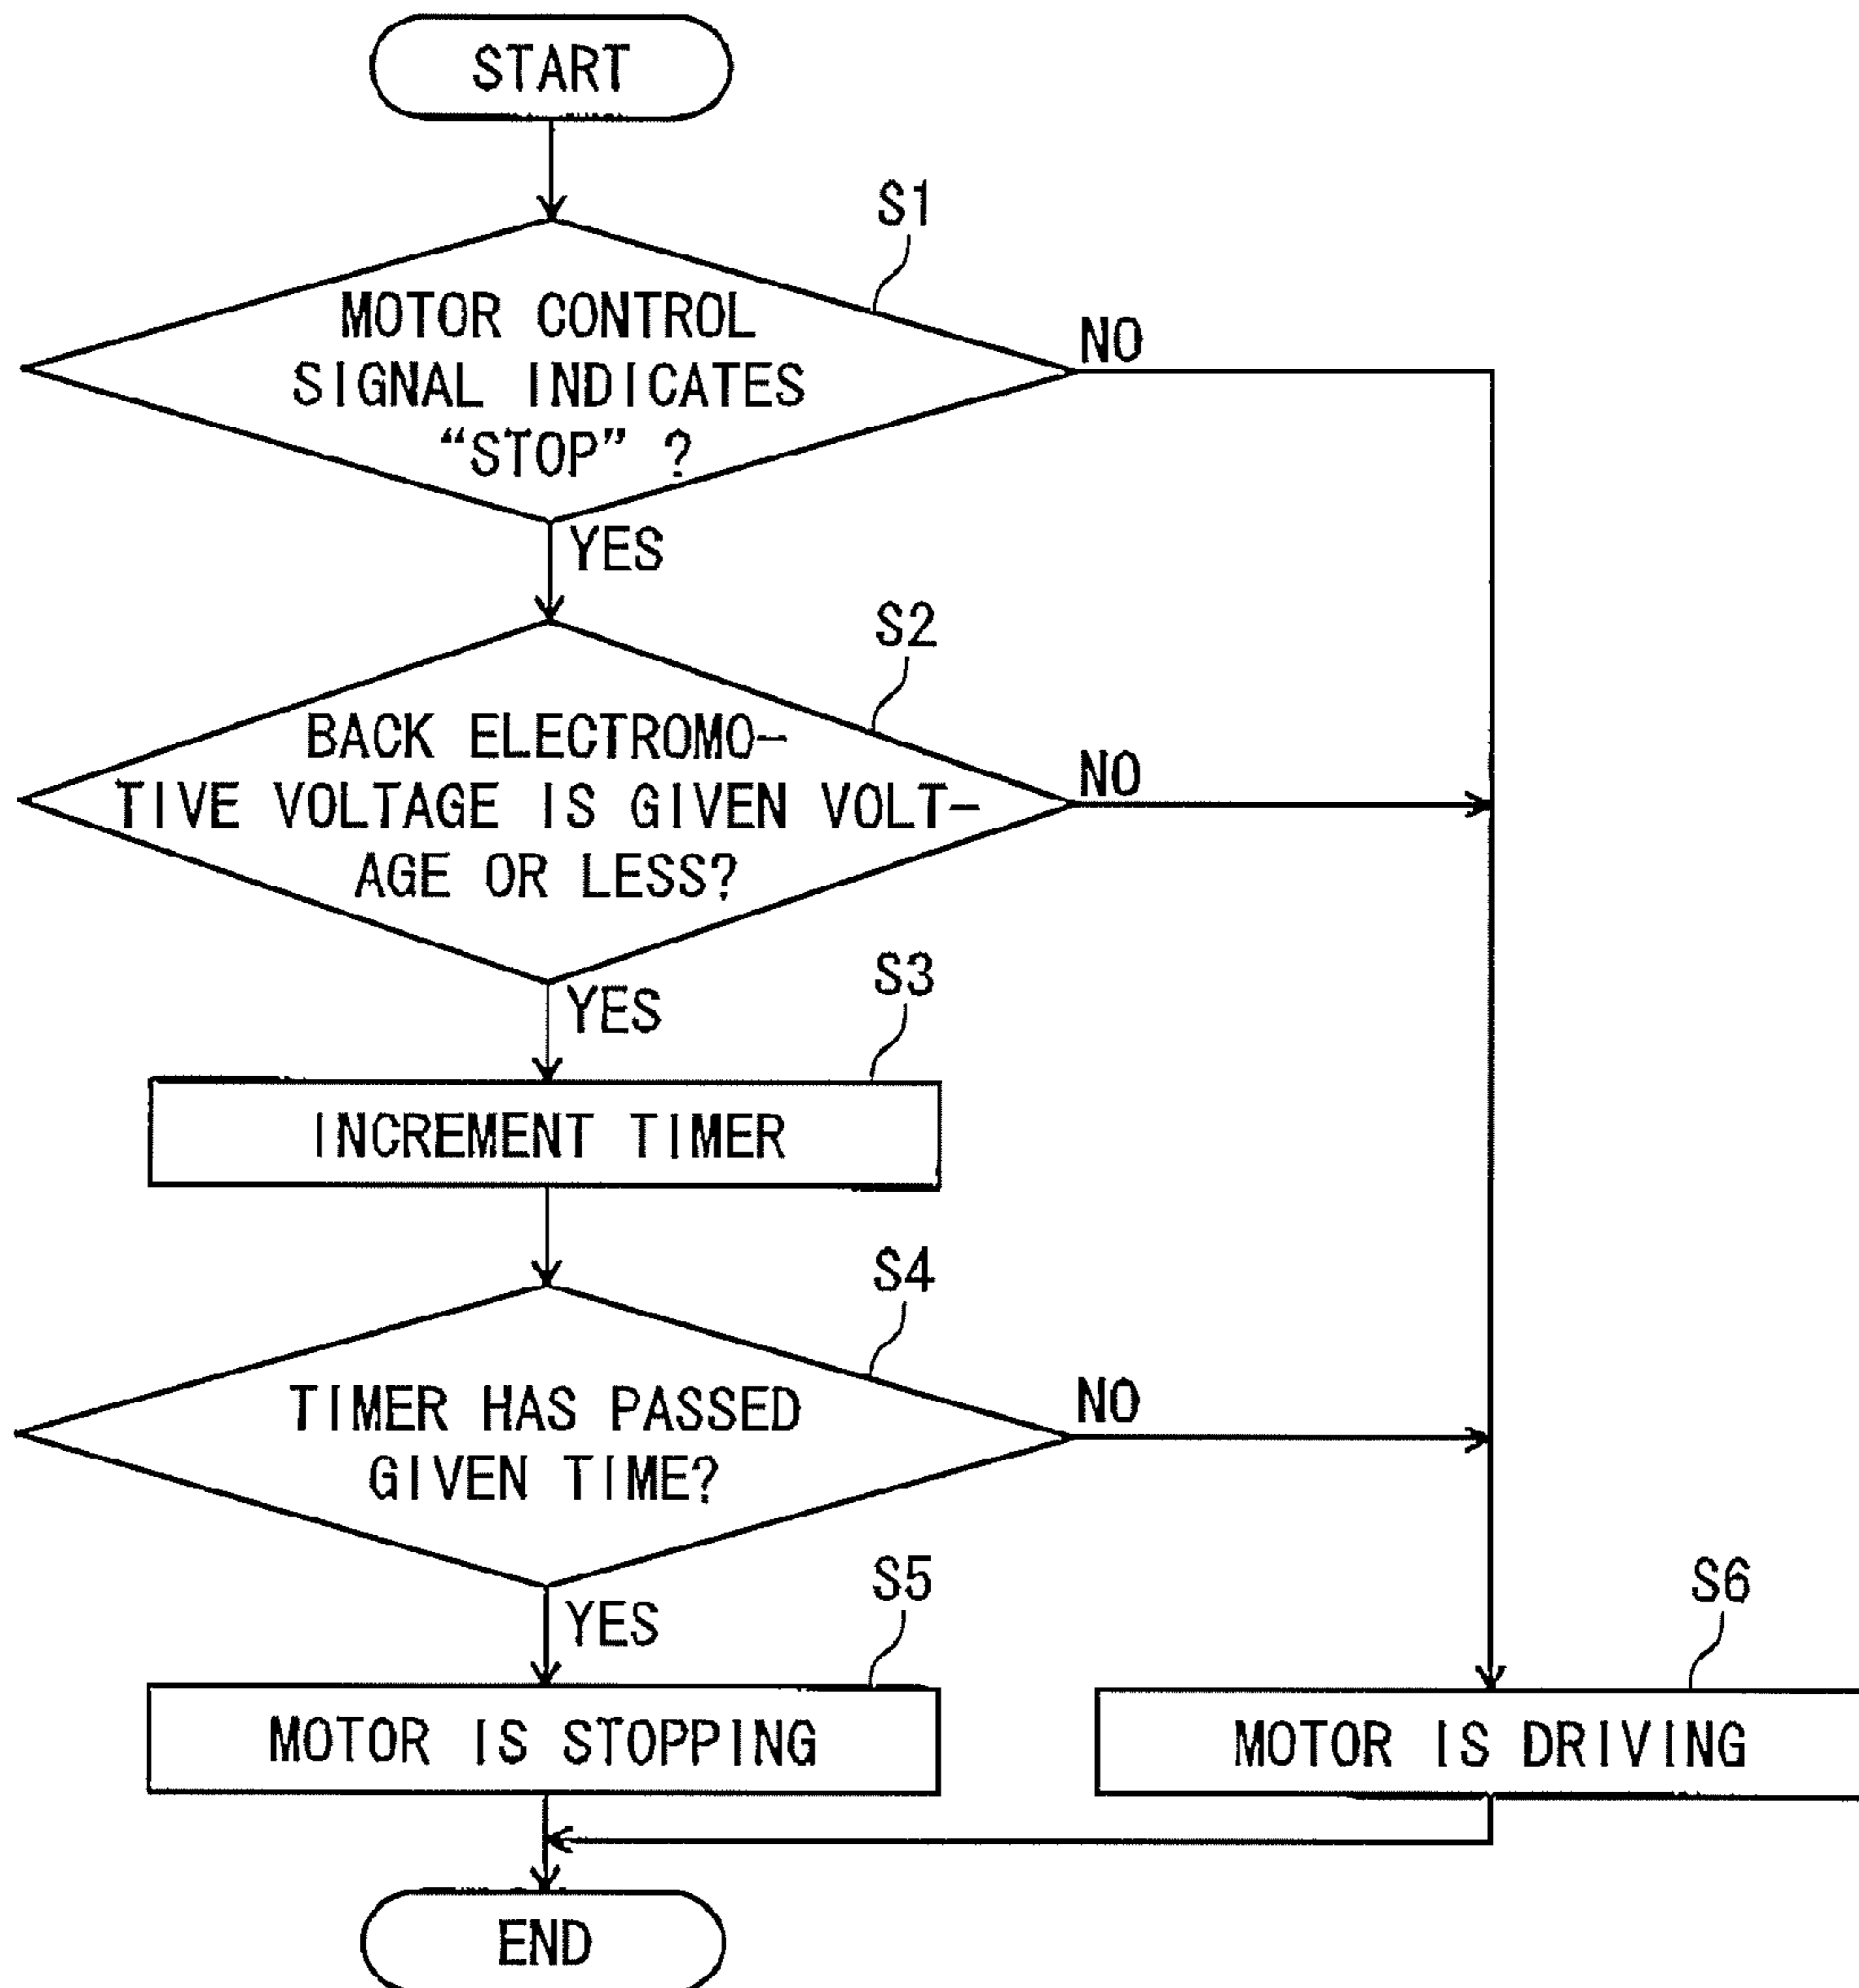 START
S1
MOTOR CONTROL
SIGNAL INDICATES
“STOP” ?
NO
YES
S2
BACK ELECTROMO-
TIVE VOLTAGE IS GIVEN VOLT-
AGE OR LESS?
NO
YES
S3
INCREMENT TIMER
S4
TIMER HAS PASSED
GIVEN TIME?
NO
YES
S5
S6
MOTOR IS STOPPING
MOTOR IS DRIVING
END